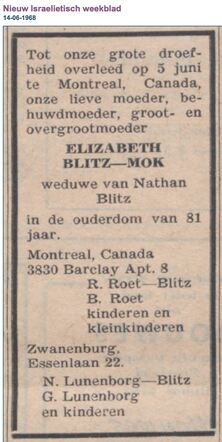 Nieuw Israelietisch weekblad
14-06-1968
Tot onze grote droef-
heid overleed op 5 juni
te Montreal, Canada,
onze lieve moeder, be-
huwdmoeder, groot- en
overgrootmoeder
ELIZABETH
BLITZ—MOK
weduwe van Nathan
Blitz
in de ouderdom van 81
jaar.
Montreal, Canada
3830 Barclay Apt. 8
R. Roet—Blitz
B. Roet
kinderen en
kleinkinderen
Zwanenburg,
Essenlaan 22.
N. Lunenborg—Blitz
G. Lunenborg
en kinderen